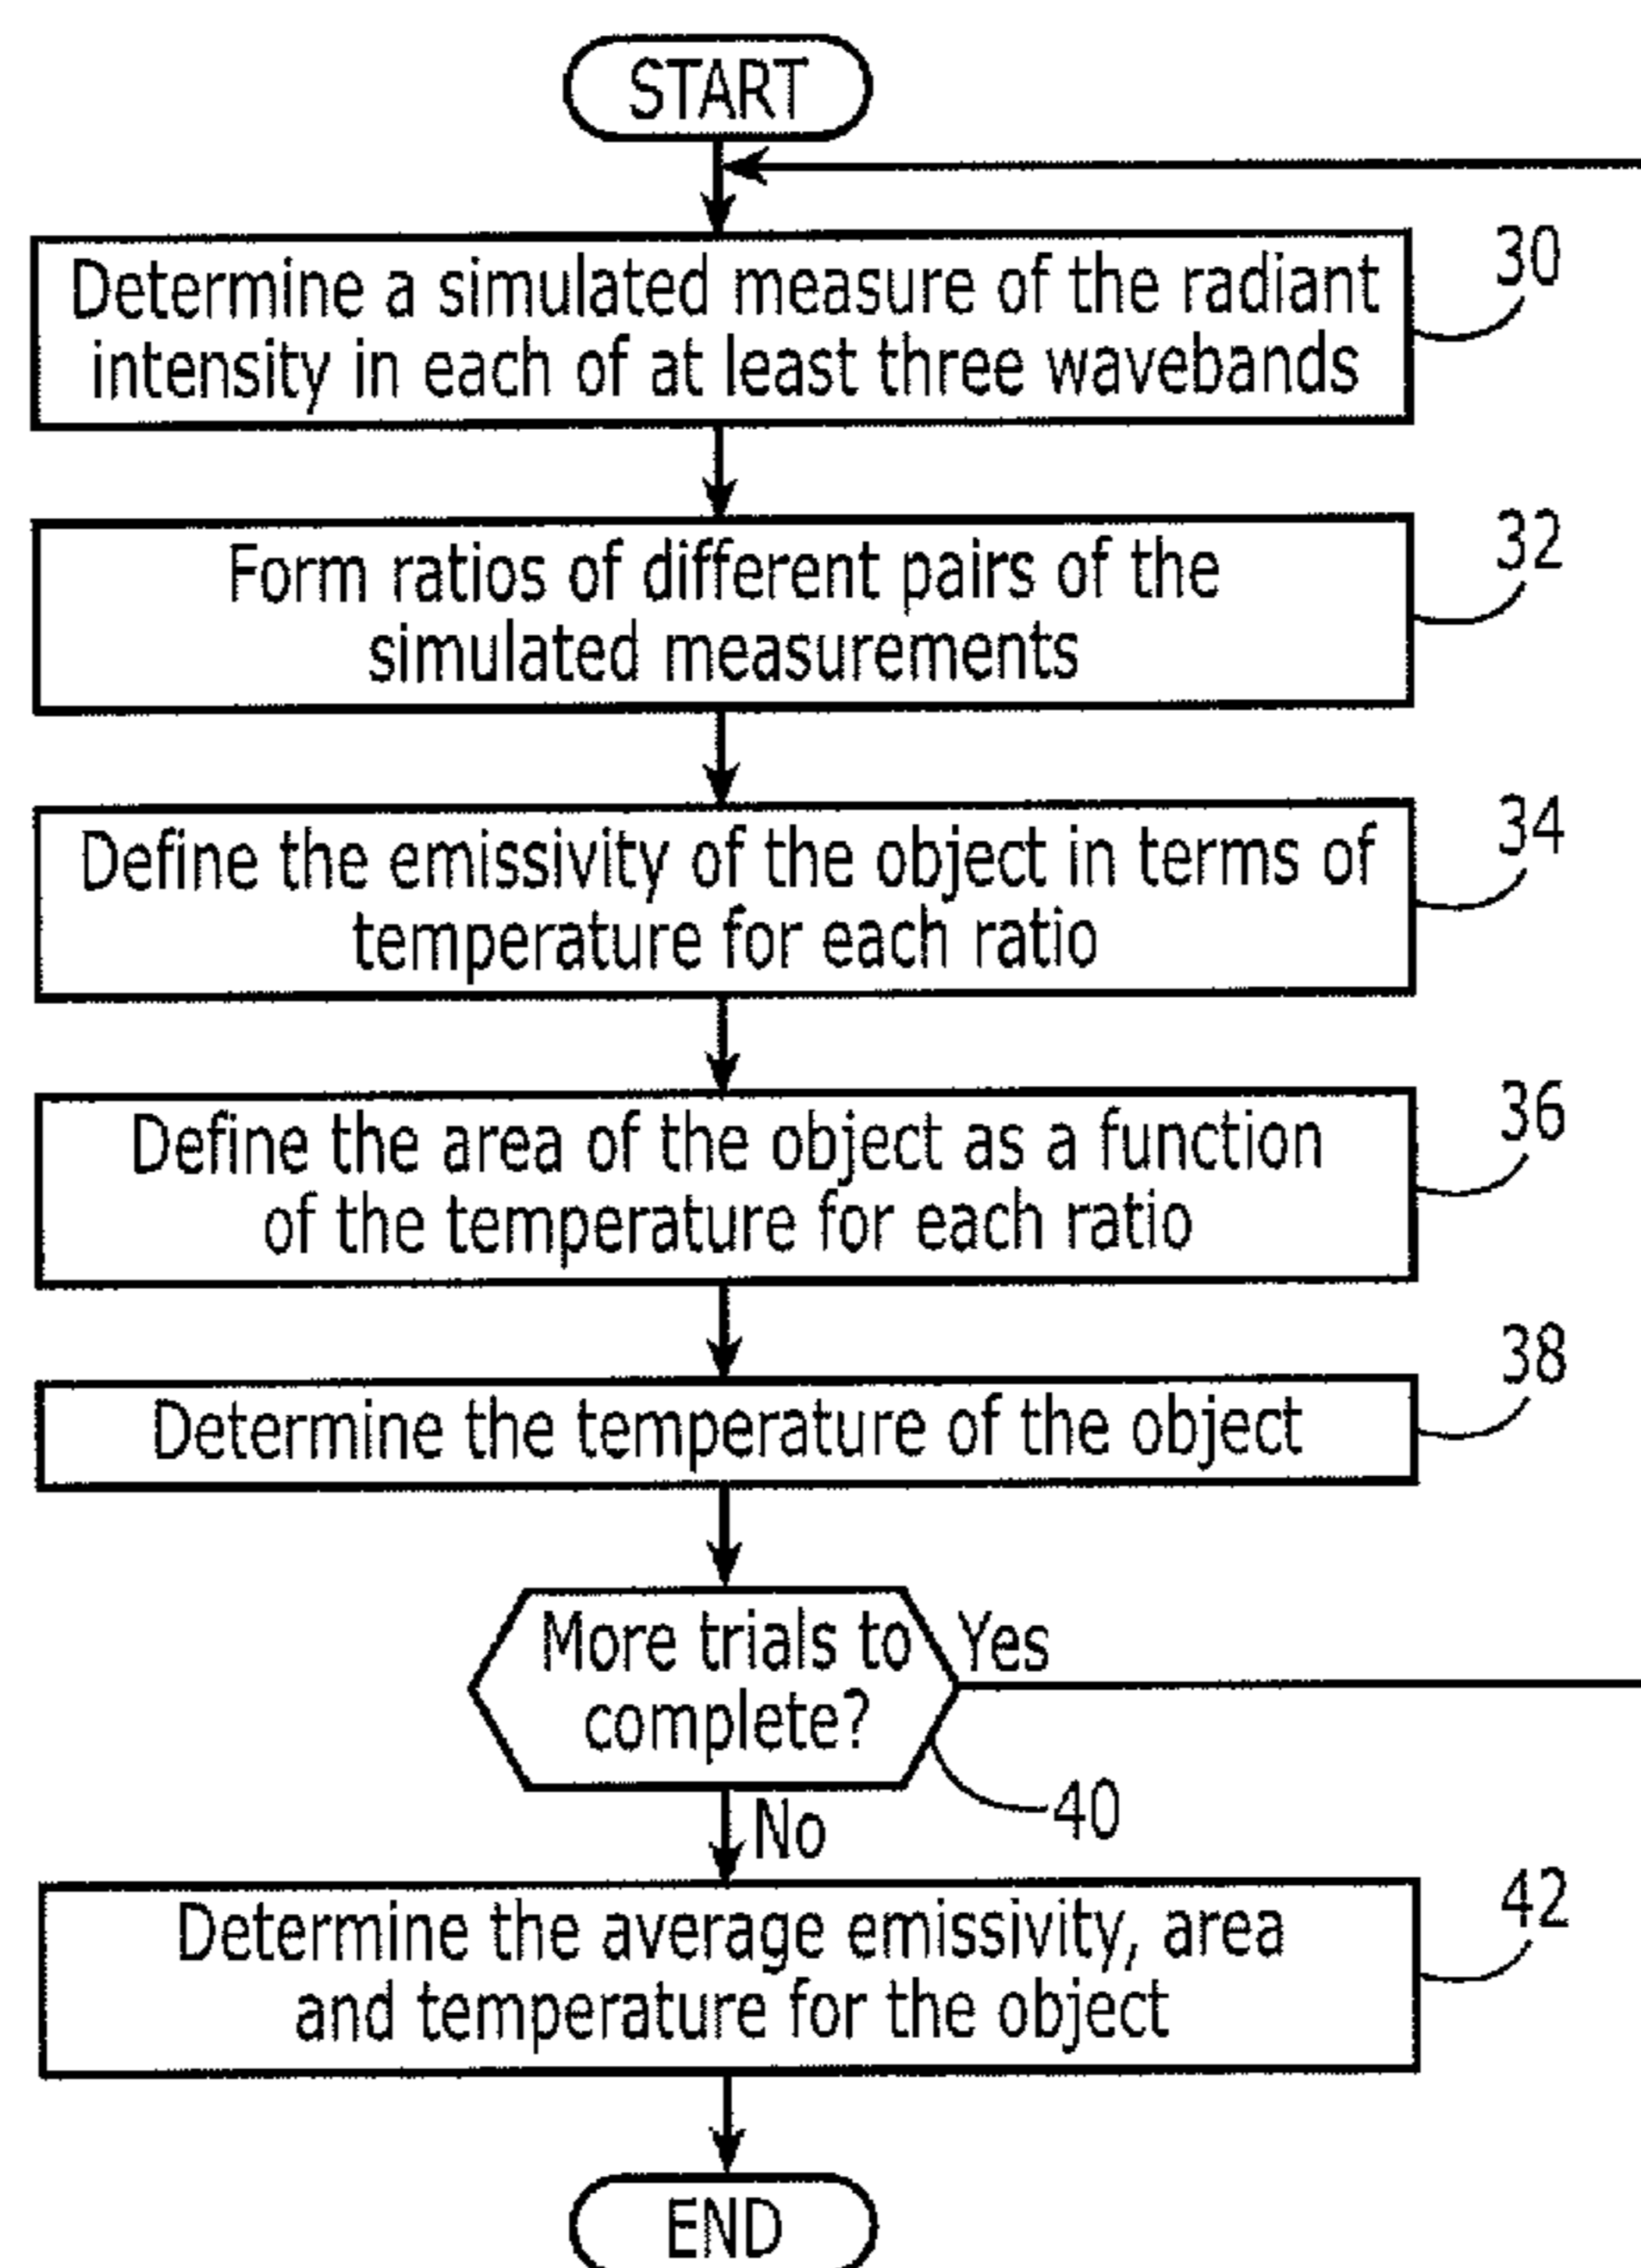 START
Determine a simulated measure of the radiant
intensity in each of at least three wavebands
30
Form ratios of different pairs of the
simulated measurements
32
Define the emissivity of the object in terms of
temperature for each ratio
34
Define the area of the object as a function
of the temperature for each ratio
36
Determine the temperature of the object
38
More trials to
complete?
Yes
40
No
Determine the average emissivity, area
and temperature for the object
42
END